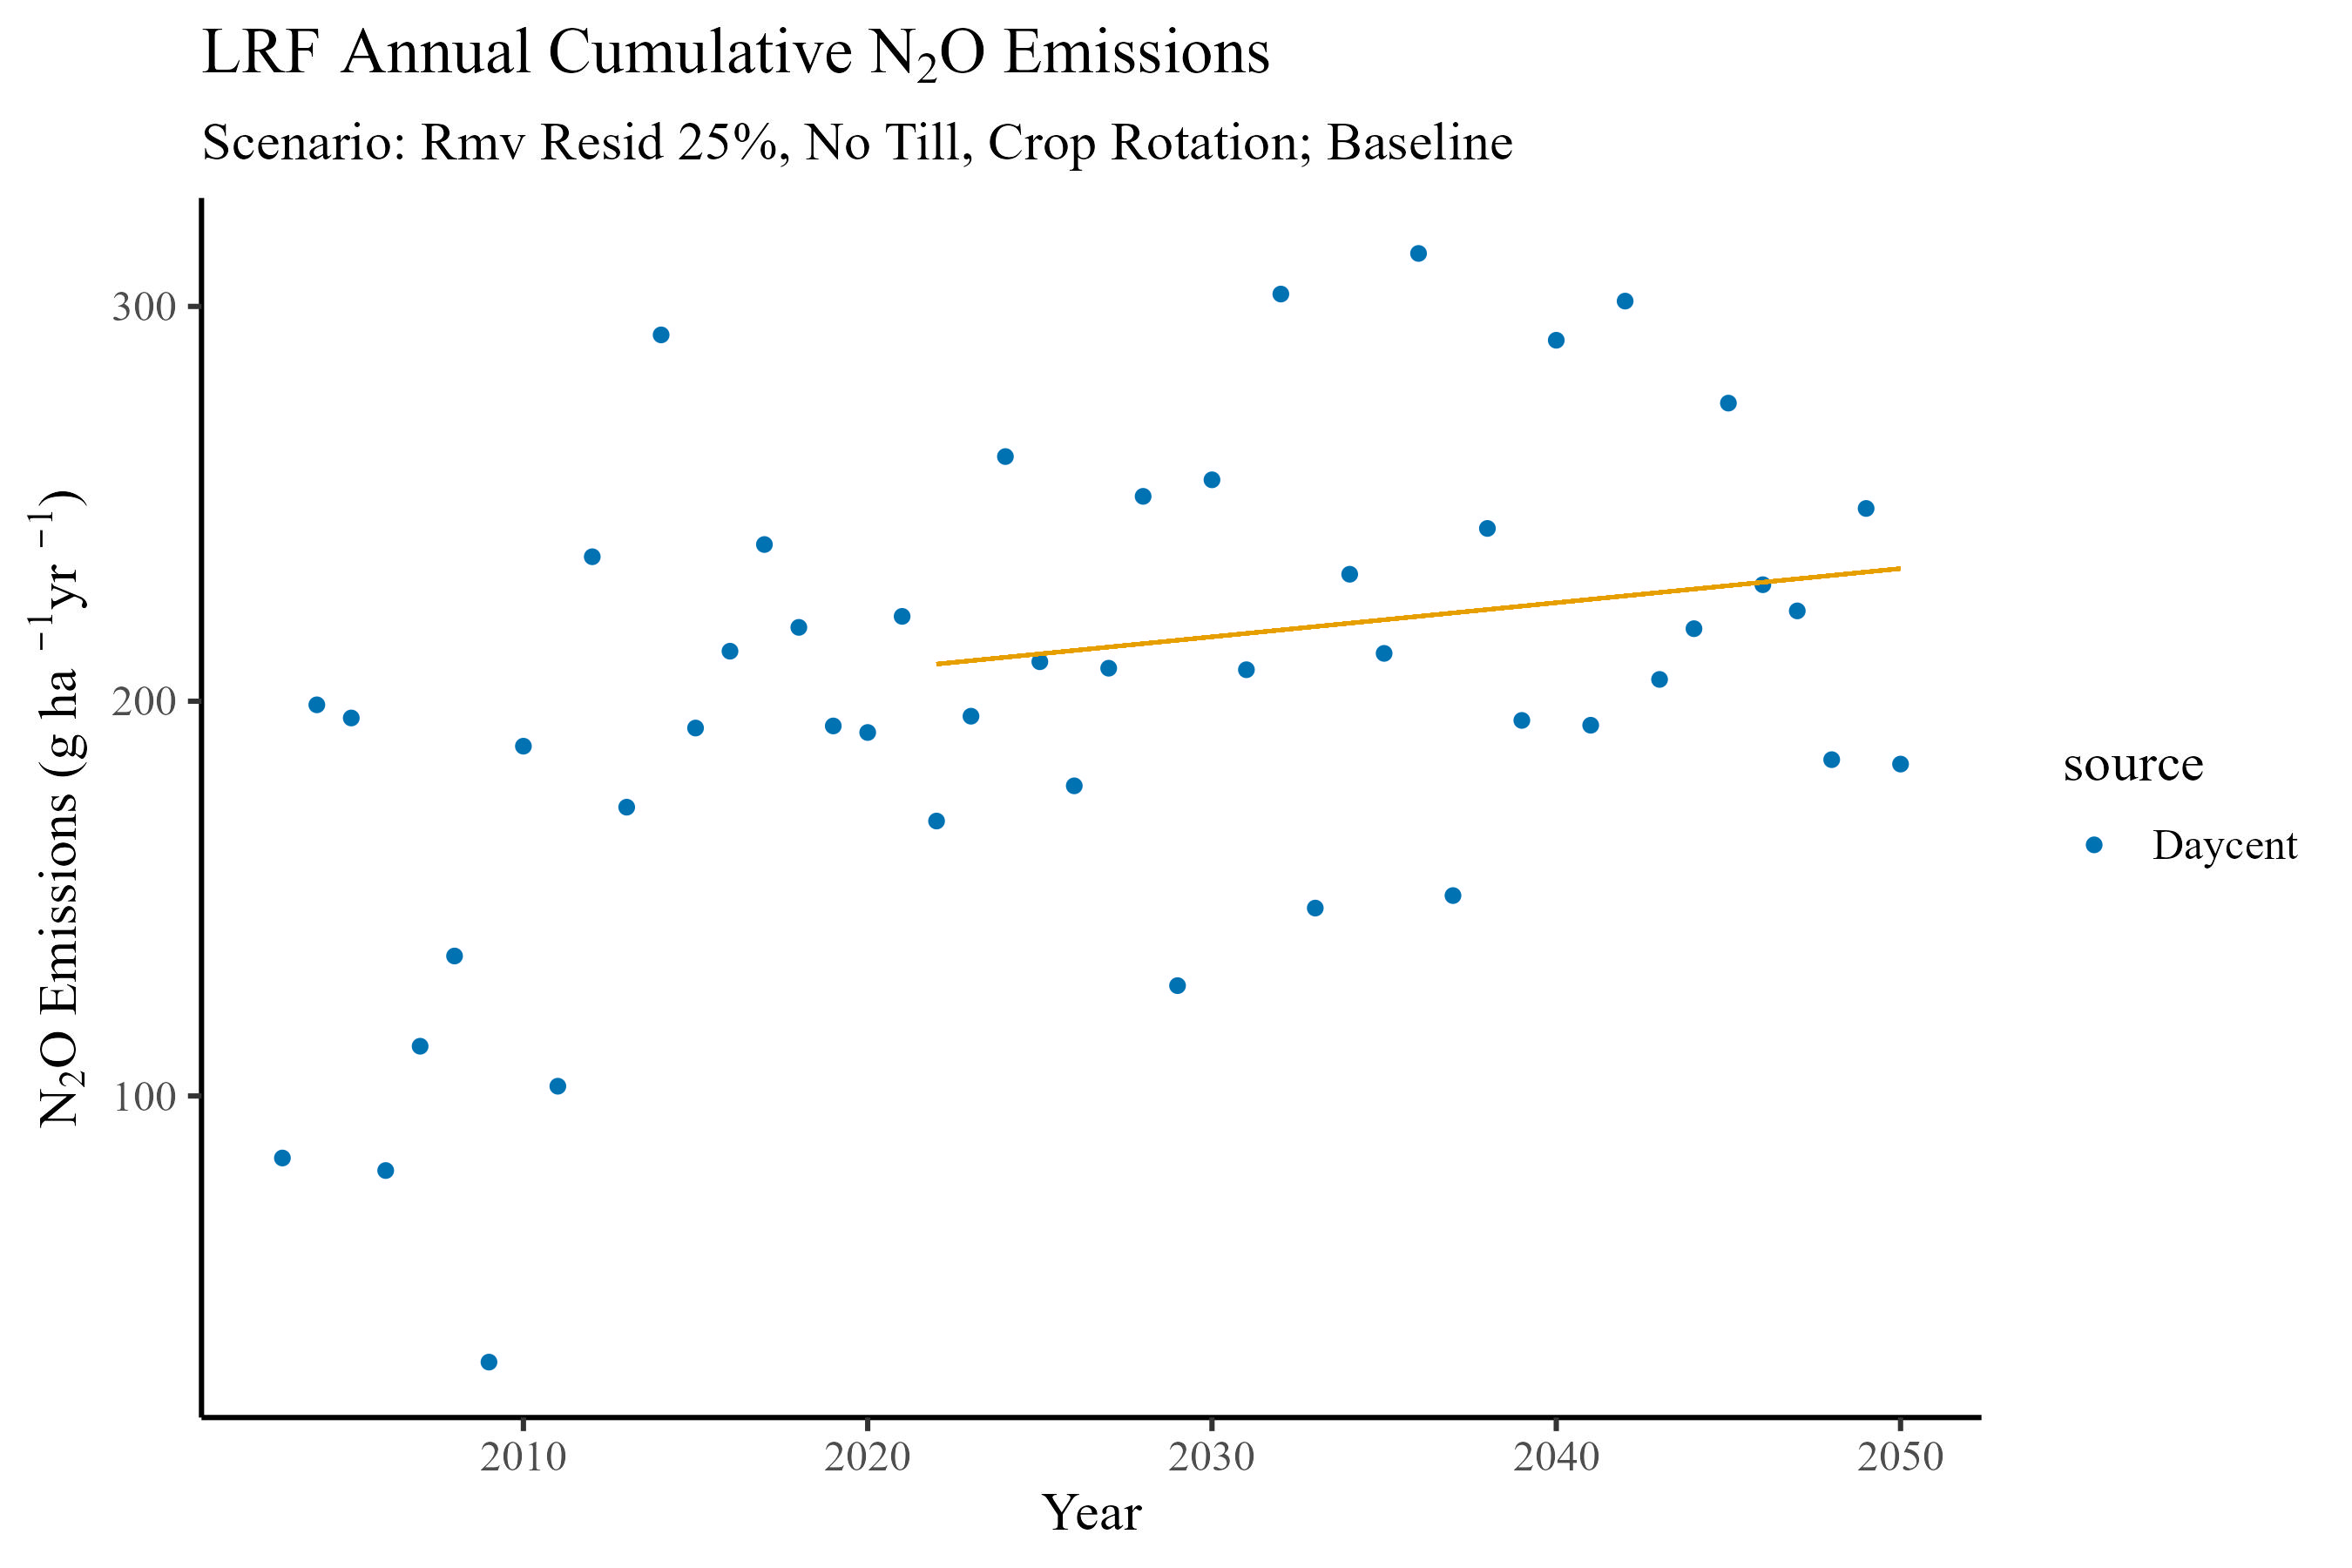 LRF Annual Cumulative N₂O Emissions
Scenario: Rmv Resid 25%, No Till, Crop Rotation; Baseline
N₂O Emissions (g ha ⁻¹yr ⁻¹)
300
200
100
2010 2020 2030 2040 2050
Year
source
Daycent